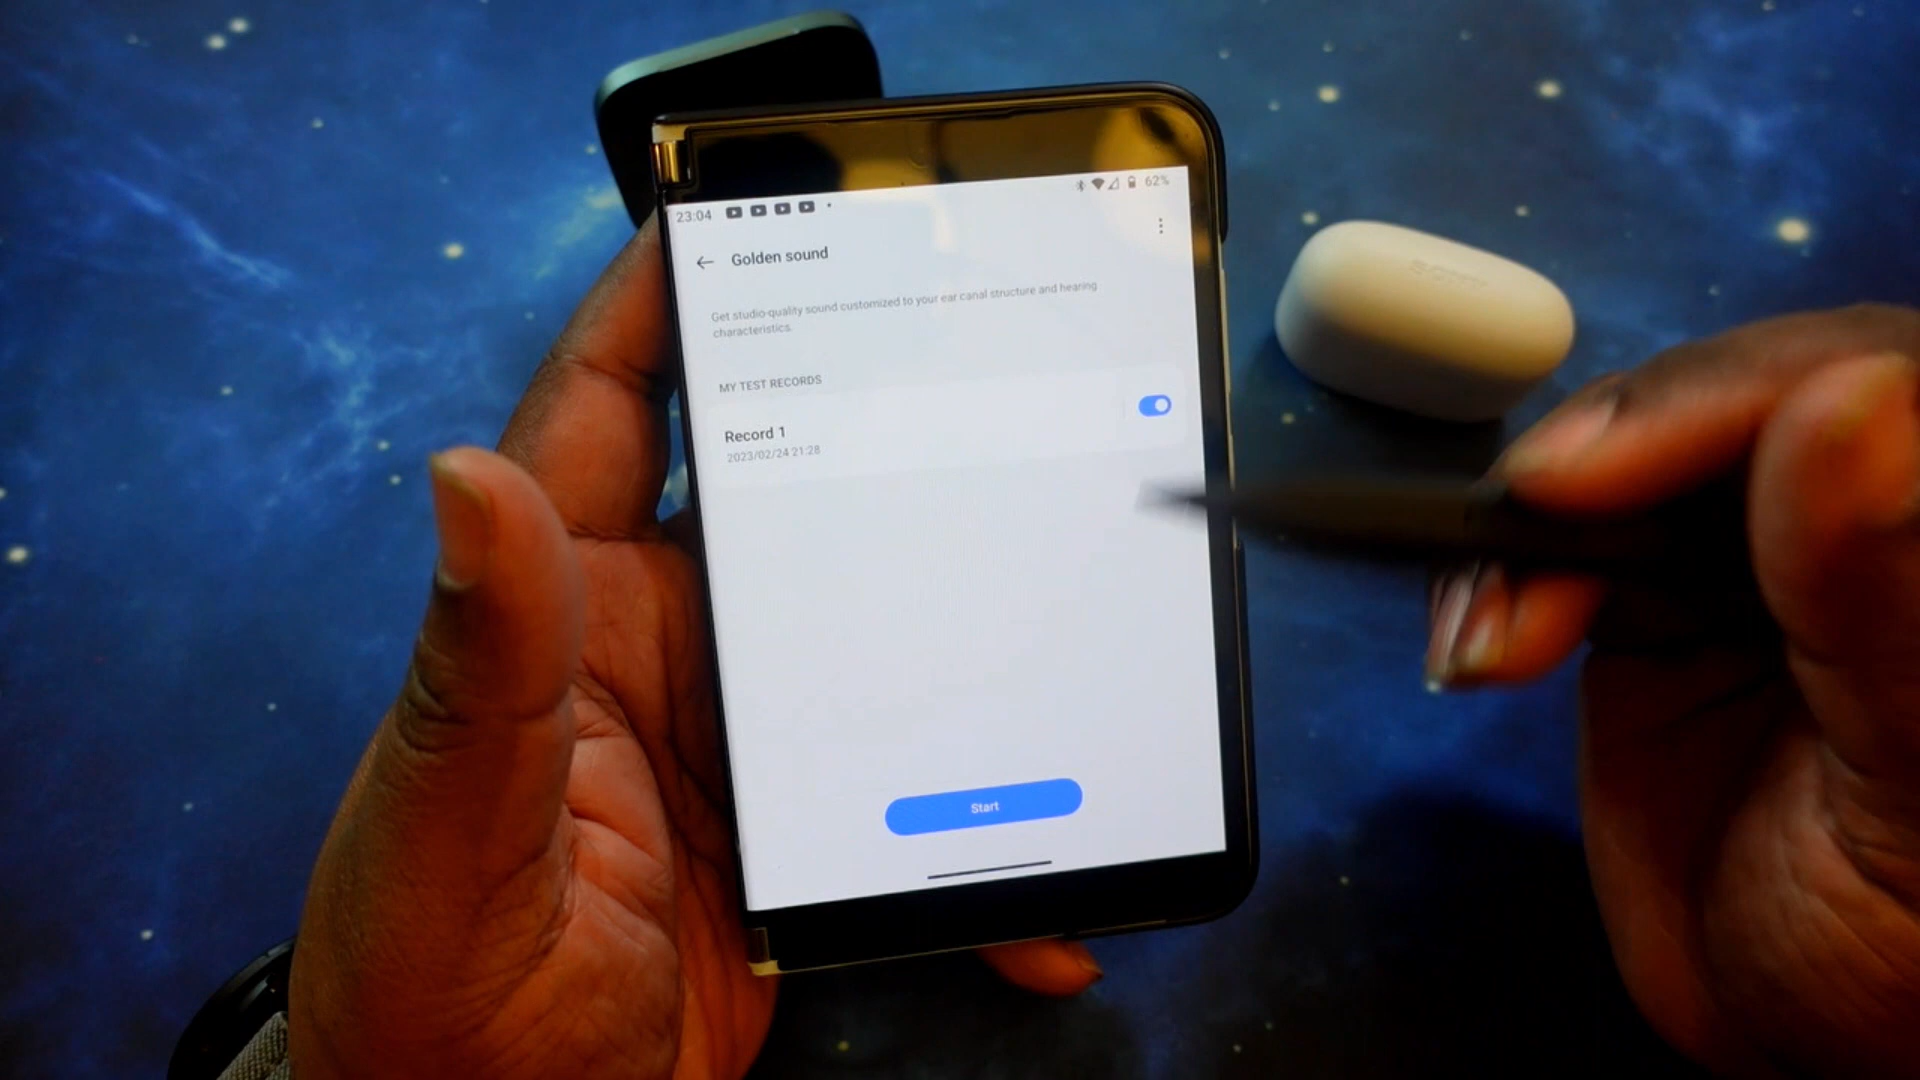 23:04
62%
Golden sound
Get studio-quality sound customized to your ear canal structure and hearing
characteristics.
MY TEST RECORDS
Record 1
2023/02/24 21:28
Start